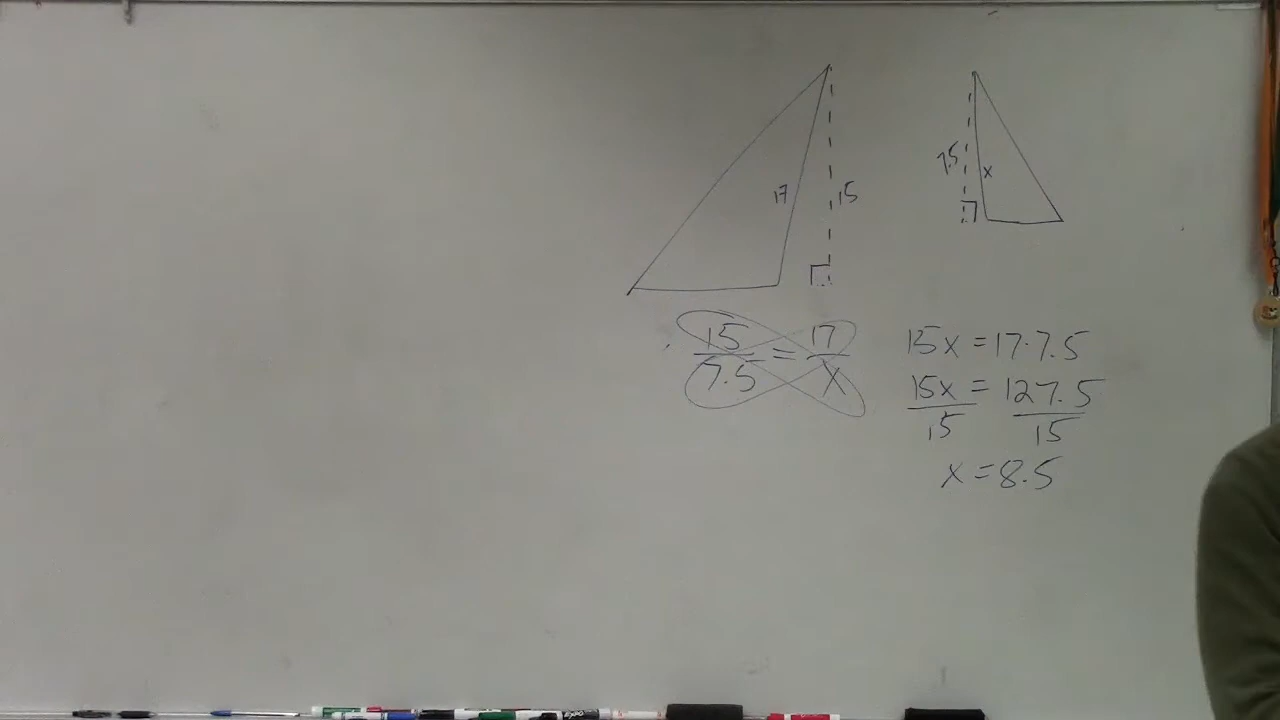 17
15
7.5
x
15/7.5 = 17/x
15x = 17·7.5
15x/15 = 127.5/15
x = 8.5
EXPO